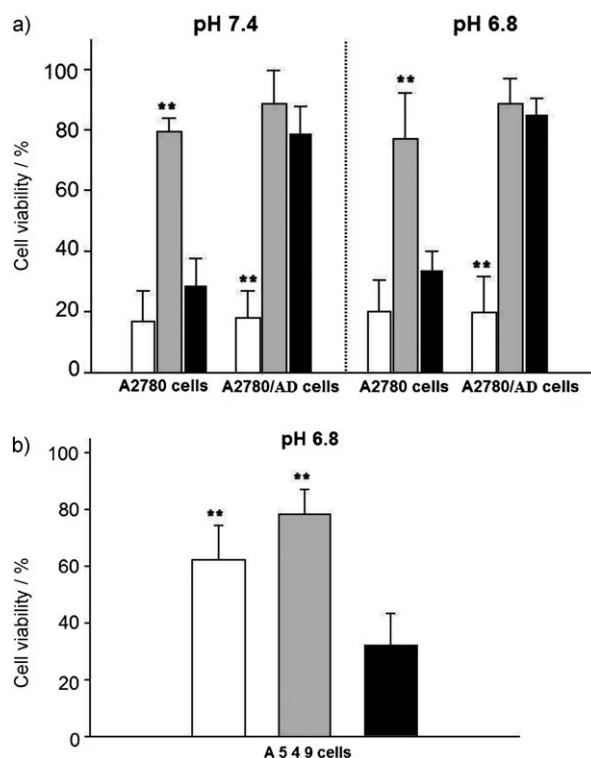 a)
pH 7.4 pH 6.8
Cell viability / %
100
80
60
40
20
0
** ** ** **
A2780 cells A2780/AD cells A2780 cells A2780/AD cells
b)
pH 6.8
Cell viability / %
100
80
60
40
20
0
** **
A 5 4 9 cells